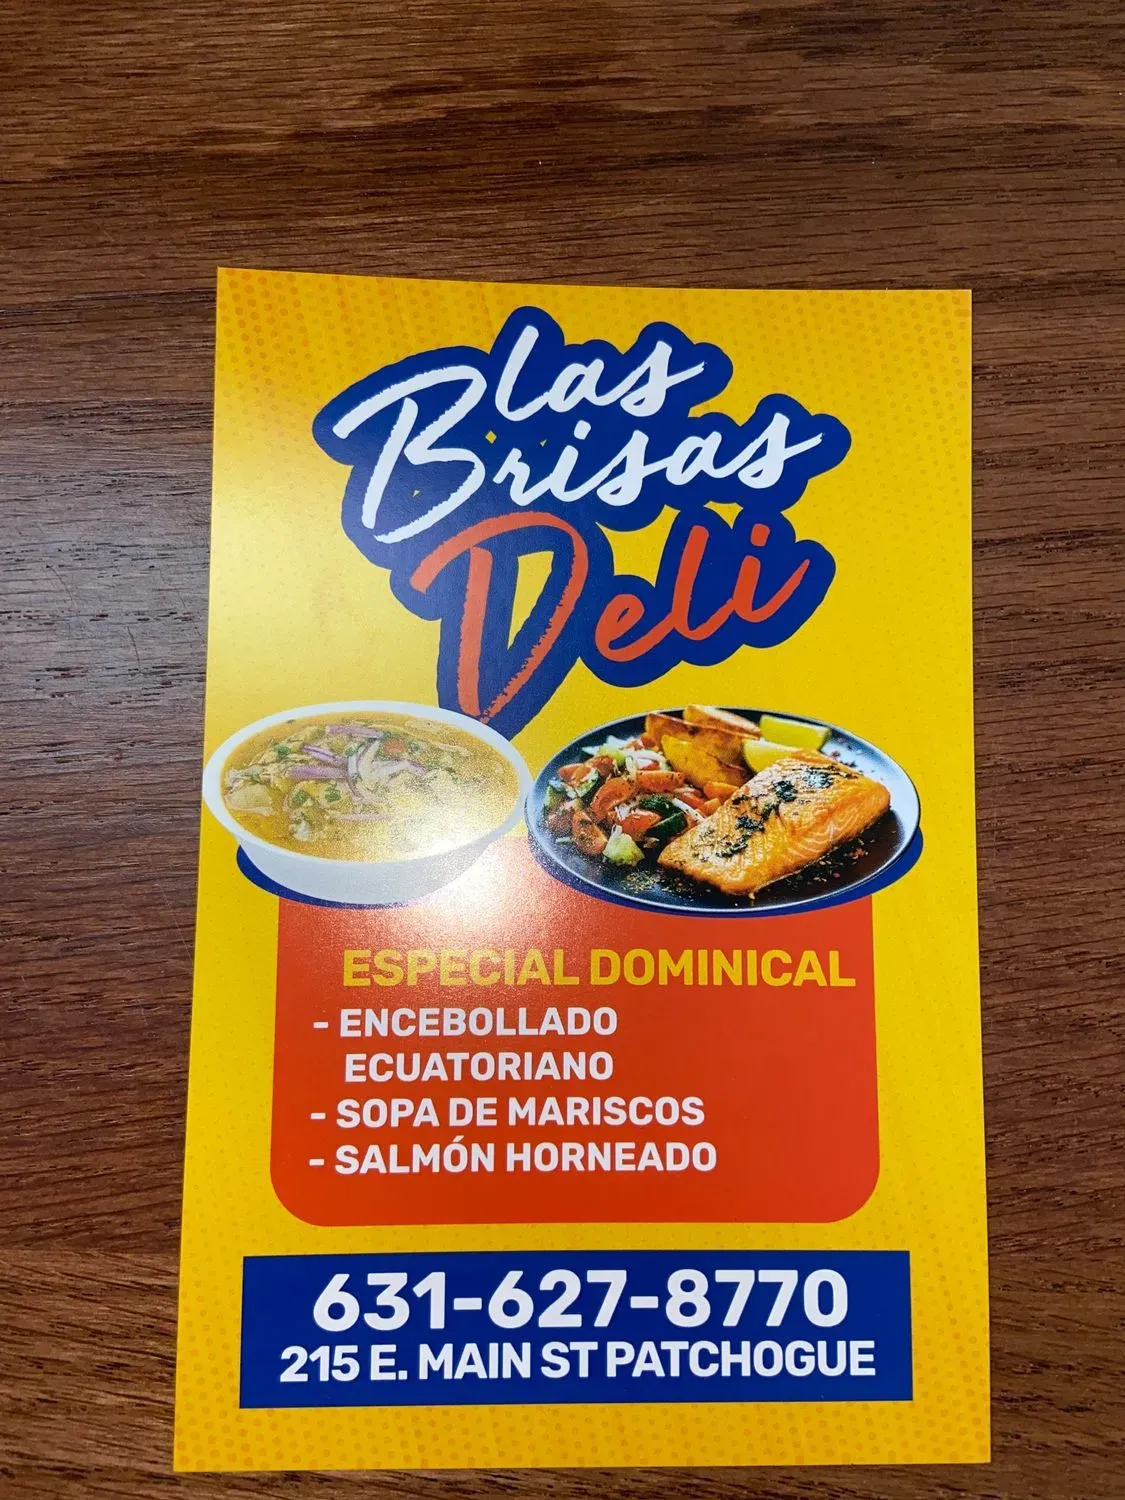 Las
Brisas
Deli
ESPECIAL DOMINICAL
- ENCEBOLLADO
ECUATORIANO
- SOPA DE MARISCOS
- SALMÓN HORNEADO
631-627-8770
215 E. MAIN ST PATCHOGUE